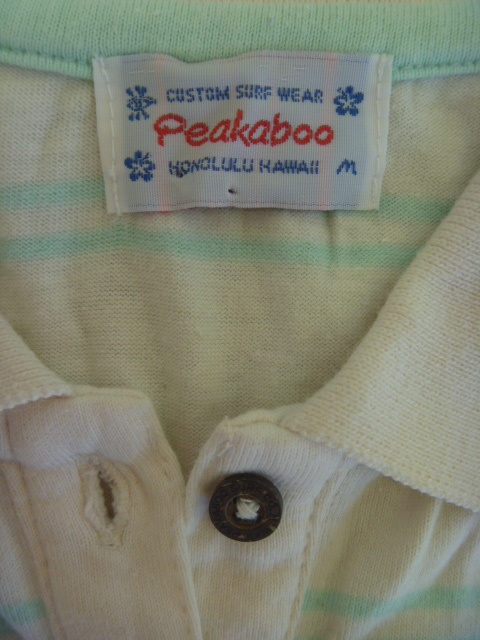 CUSTOM SURF WEAR
Peakaboo
HONOLULU HAWAII M